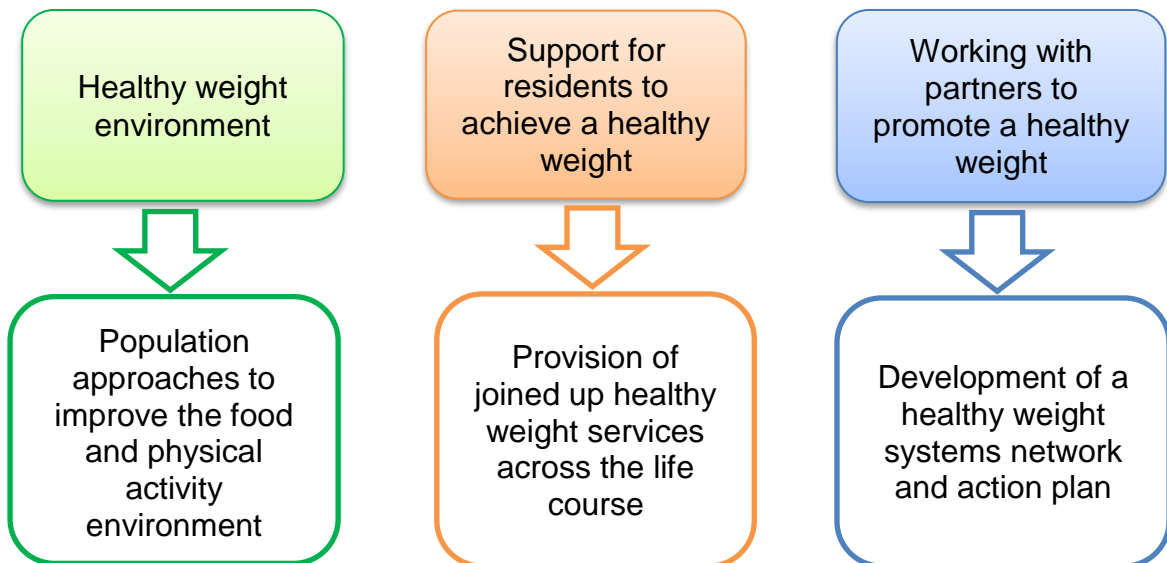 Healthy weight
environment
Support for
residents to
achieve a healthy
weight
Working with
partners to
promote a healthy
weight
Population
approaches to
improve the food
and physical
activity
environment
Provision of
joined up healthy
weight services
across the life
course
Development of a
healthy weight
systems network
and action plan